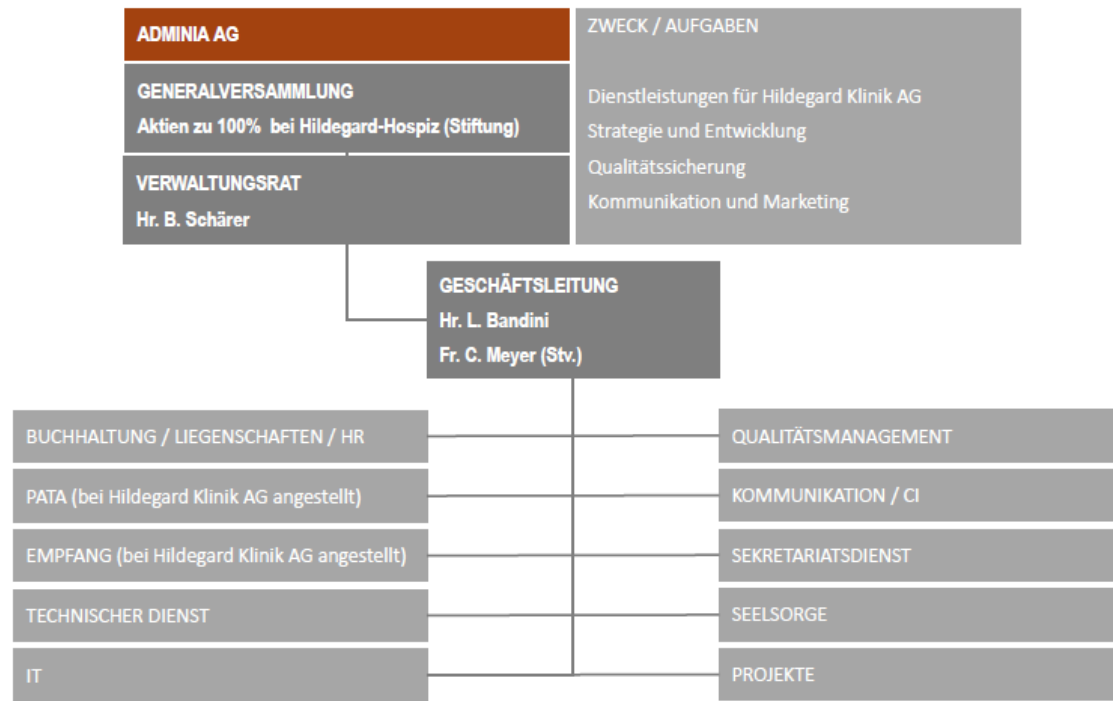 ADMINIA AG
GENERALVERSAMMLUNG
Aktien zu 100% bei Hildegard-Hospiz (Stiftung)
VERWALTUNGSRAT
Hr. B. Schärer
ZWECK / AUFGABEN
Dienstleistungen für Hildegard Klinik AG
Strategie und Entwicklung
Qualitätssicherung
Kommunikation und Marketing
GESCHÄFTSLEITUNG
Hr. L. Bandini
Fr. C. Meyer (Stv.)
BUCHHALTUNG / LIEGENSCHAFTEN / HR
PATA (bei Hildegard Klinik AG angestellt)
EMPFANG (bei Hildegard Klinik AG angestellt)
TECHNISCHER DIENST
IT
QUALITÄTSMANAGEMENT
KOMMUNIKATION / CI
SEKRETARIATSDIENST
SEELSORGE
PROJEKTE